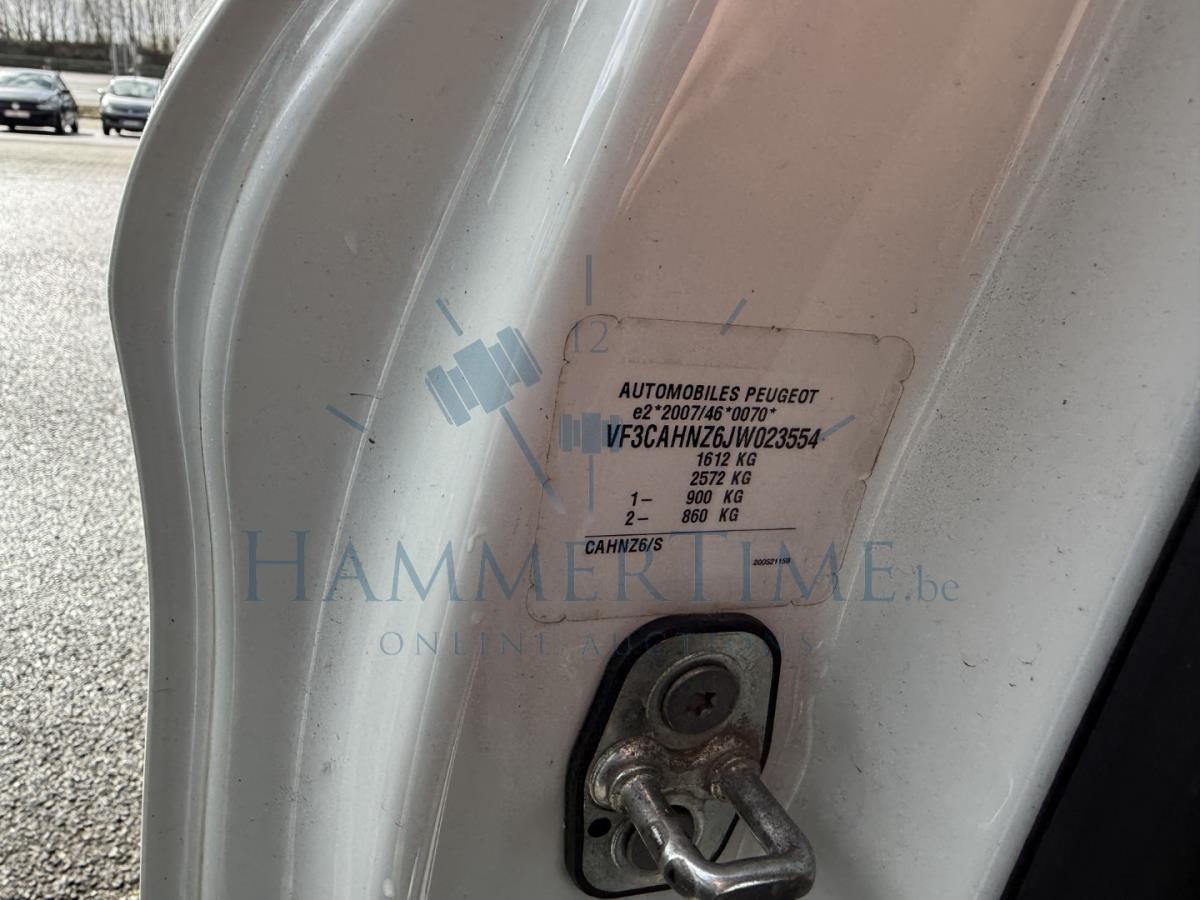 12
AUTOMOBILES PEUGEOT
e2*2007/46*0070*
VF3CAHNZ6JW023554
1612 KG
2572 KG
1– 900 KG
2– 860 KG
CAHNZ6/S
HAMMERTIME.be
ONLINE AUCTIONS